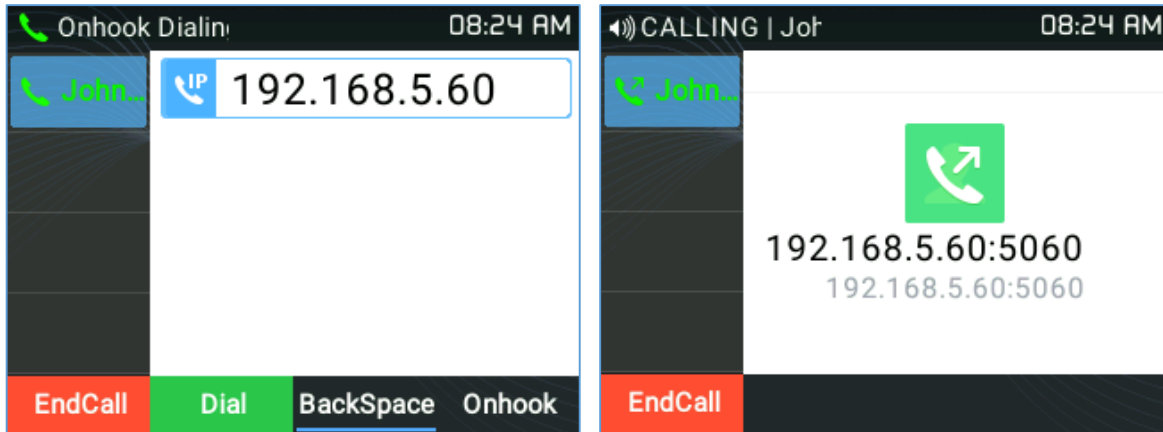 Onhook Dialing
08:24 AM
John...
IP 192.168.5.60
EndCall Dial BackSpace Onhook
CALLING | Joh
08:24 AM
John...
192.168.5.60:5060
192.168.5.60:5060
EndCall